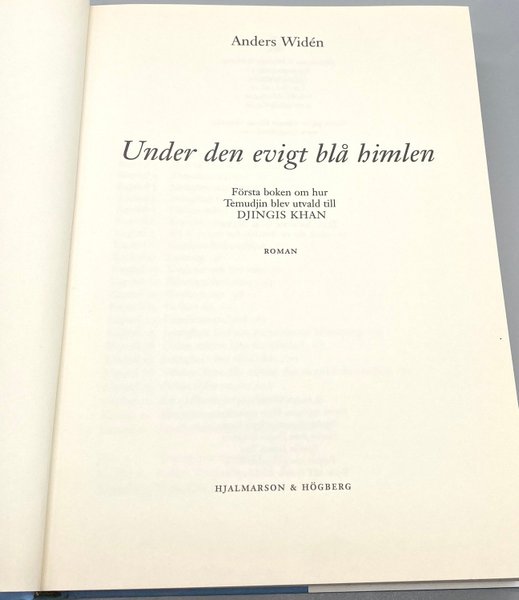 Anders Widén
Under den evigt blå himlen
Första boken om hur
Temudjin blev utvald till
DJINGIS KHAN
ROMAN
HJALMARSON & HÖGBERG